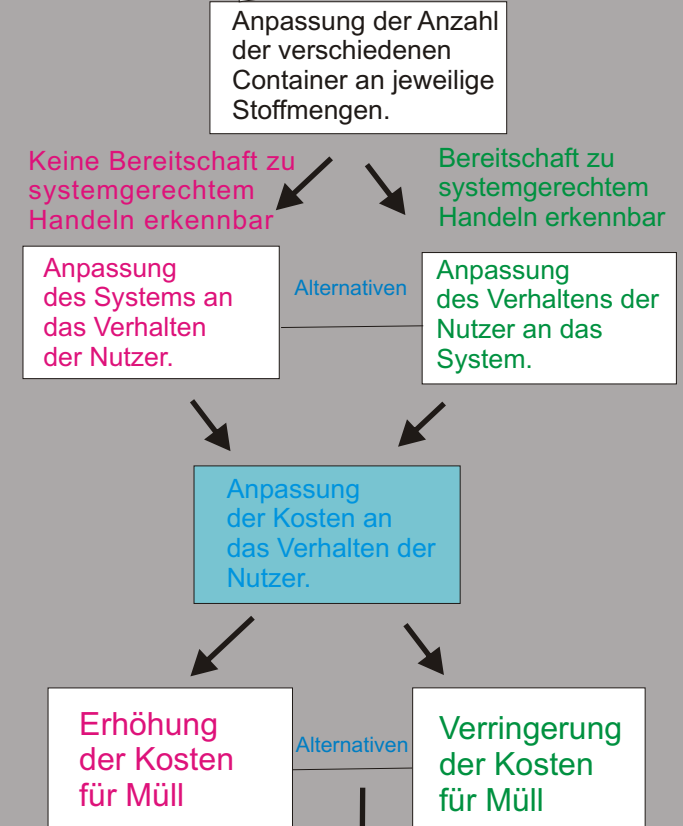 Anpassung der Anzahl
der verschiedenen
Container an jeweilige
Stoffmengen.
Keine Bereitschaft zu
systemgerechtem
Handeln erkennbar
Bereitschaft zu
systemgerechtem
Handeln erkennbar
Anpassung
des Systems an
das Verhalten
der Nutzer.
Alternativen
Anpassung
des Verhaltens der
Nutzer an das
System.
Anpassung
der Kosten an
das Verhalten der
Nutzer.
Erhöhung
der Kosten
für Müll
Alternativen
Verringerung
der Kosten
für Müll